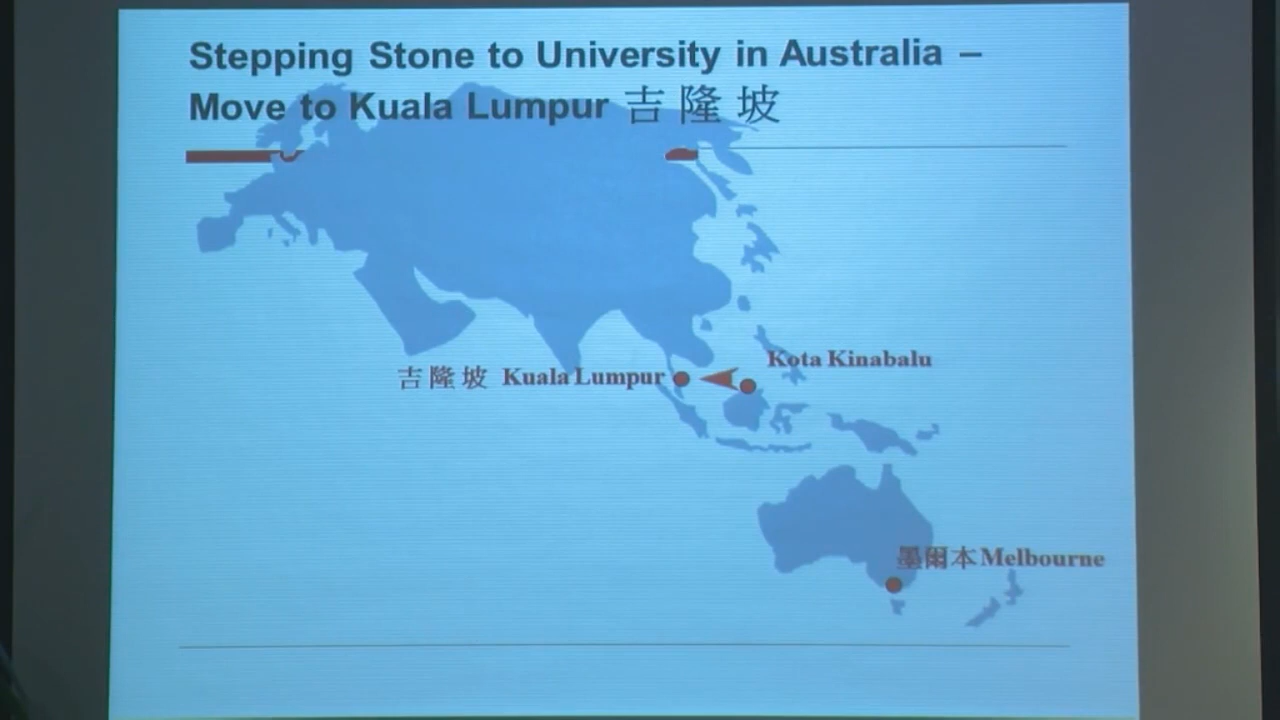 Stepping Stone to University in Australia –
Move to Kuala Lumpur 吉隆坡
Kota Kinabalu
吉隆坡 Kuala Lumpur
墨爾本 Melbourne